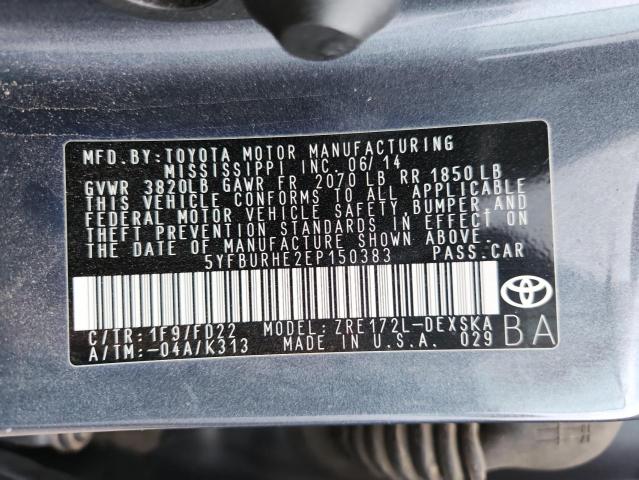 MFD.BY:TOYOTA MOTOR MANUFACTURING
MISSISSIPPI INC. 06/14
GVWR 3820LB GAWR FR 2070 LB RR 1850 LB
THIS VEHICLE CONFORMS TO ALL APPLICABLE
FEDERAL MOTOR VEHICLE SAFETY, BUMPER, AND
THEFT PREVENTION STANDARDS IN EFFECT ON
THE DATE OF MANUFACTURE SHOWN ABOVE.
5YFBURHE2EP150383 PASS.CAR
C/TR:1F9/FD22 MODEL: ZRE172L-DEXSKA
A/TM:-04A/K313 MADE IN U.S.A. 029
BA